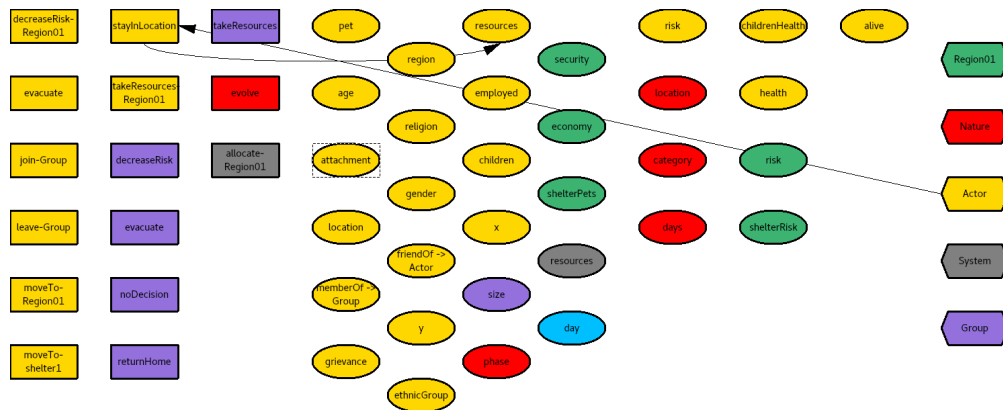 decreaseRisk-
Region01
stayInLocation
takeResources
pet
resources
risk
childrenHealth
alive
region
security
Region01
evacuate
takeResources-
Region01
evolve
age
employed
location
health
religion
economy
Nature
join-Group
decreaseRisk
allocate-
Region01
attachment
children
category
risk
gender
shelterPets
Actor
leave-Group
evacuate
location
x
days
shelterRisk
friendOf ->
Actor
resources
System
moveTo-
Region01
noDecision
memberOf ->
Group
size
y
day
Group
moveTo-
shelter1
returnHome
grievance
phase
ethnicGroup